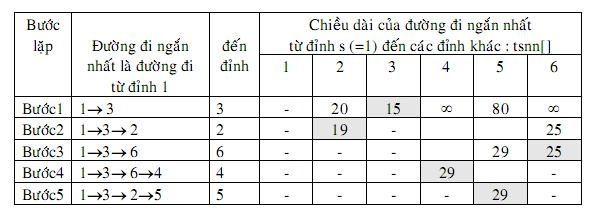 Bước lặp | Đường đi ngắn nhất là đường đi từ đỉnh 1 | đến đỉnh | Chiều dài của đường đi ngắn nhất từ đỉnh s (=1) đến các đỉnh khác : tsnn[]
1 | 2 | 3 | 4 | 5 | 6
Bước1 | 1→ 3 | 3 | - | 20 | 15 | ∞ | 80 | ∞
Bước2 | 1→3→ 2 | 2 | - | 19 | - | | | 25
Bước3 | 1→3→ 6 | 6 | - | - | - | | 29 | 25
Bước4 | 1→3→ 6→4 | 4 | - | - | - | 29 | | -
Bước5 | 1→3→ 2→5 | 5 | - | - | - | - | 29 | -